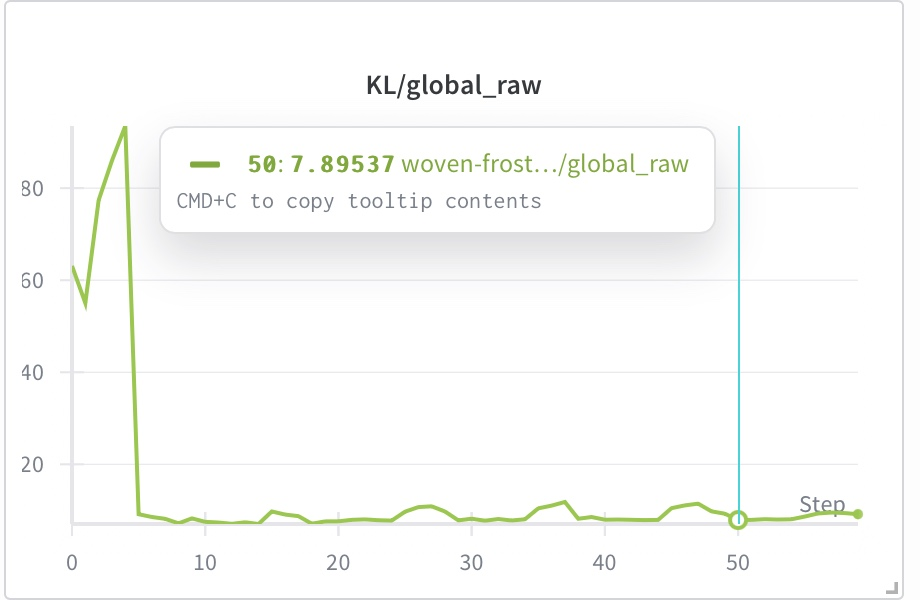 KL/global_raw
50: 7.89537 woven-frost.../global_raw
CMD+C to copy tooltip contents
80
60
40
20
Step
0 10 20 30 40 50